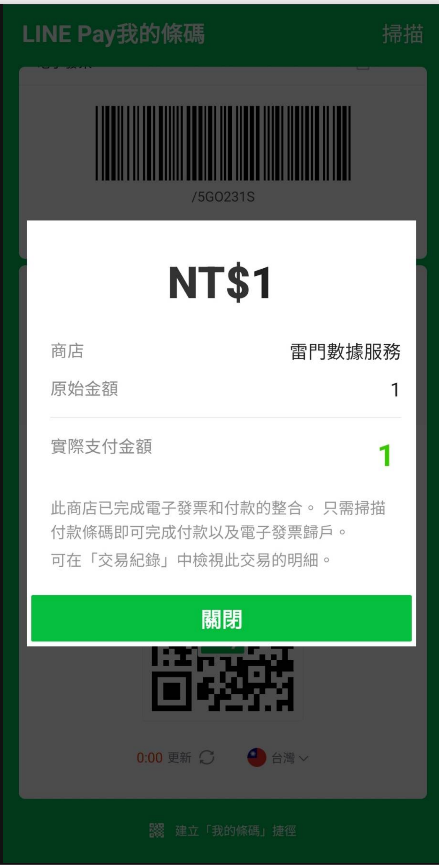 LINE Pay我的條碼
掃描
/5GO231S
NT$1
商店
雷門數據服務
原始金額
1
實際支付金額
1
此商店已完成電子發票和付款的整合。 只需掃描
付款條碼即可完成付款以及電子發票歸戶。
可在「交易紀錄」中檢視此交易的明細。
關閉
0:00 更新
台灣
建立「我的條碼」捷徑